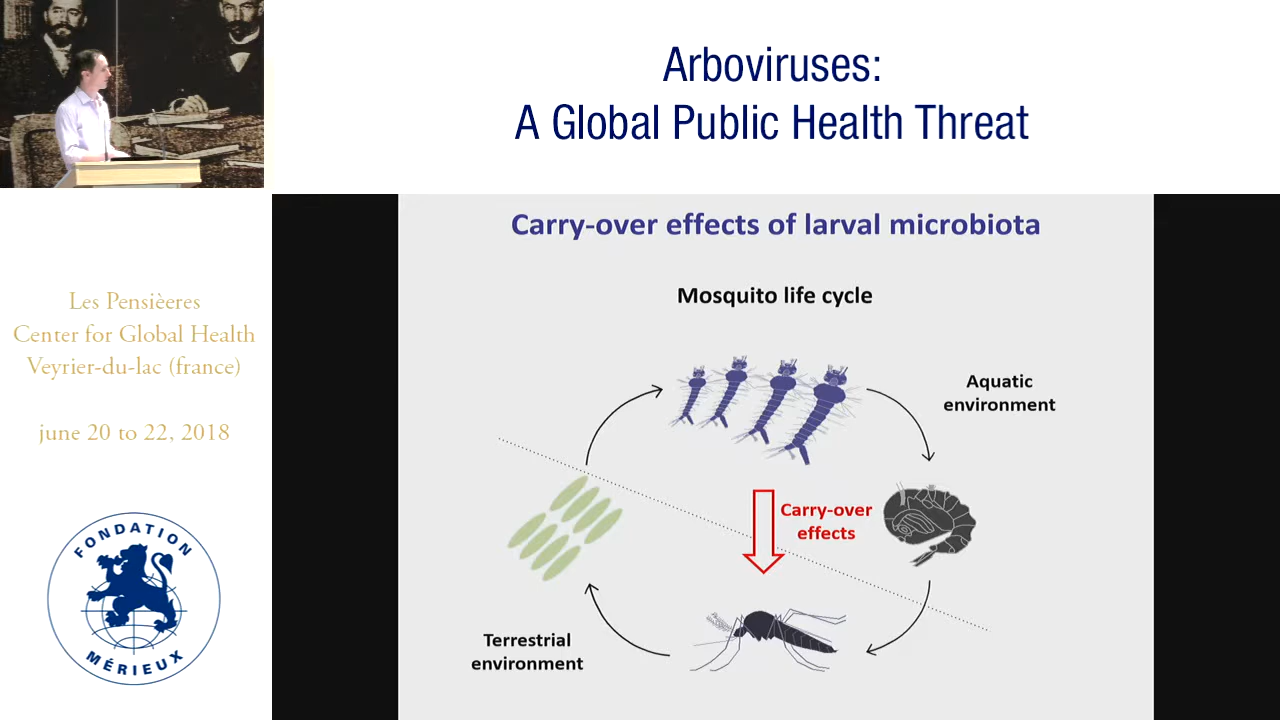 Arboviruses:
A Global Public Health Threat
Les Pensièeres
Center for Global Health
Veyrier-du-lac (france)
june 20 to 22, 2018
FONDATION
MÉRIEUX
Carry-over effects of larval microbiota
Mosquito life cycle
Aquatic
environment
Carry-over
effects
Terrestrial
environment